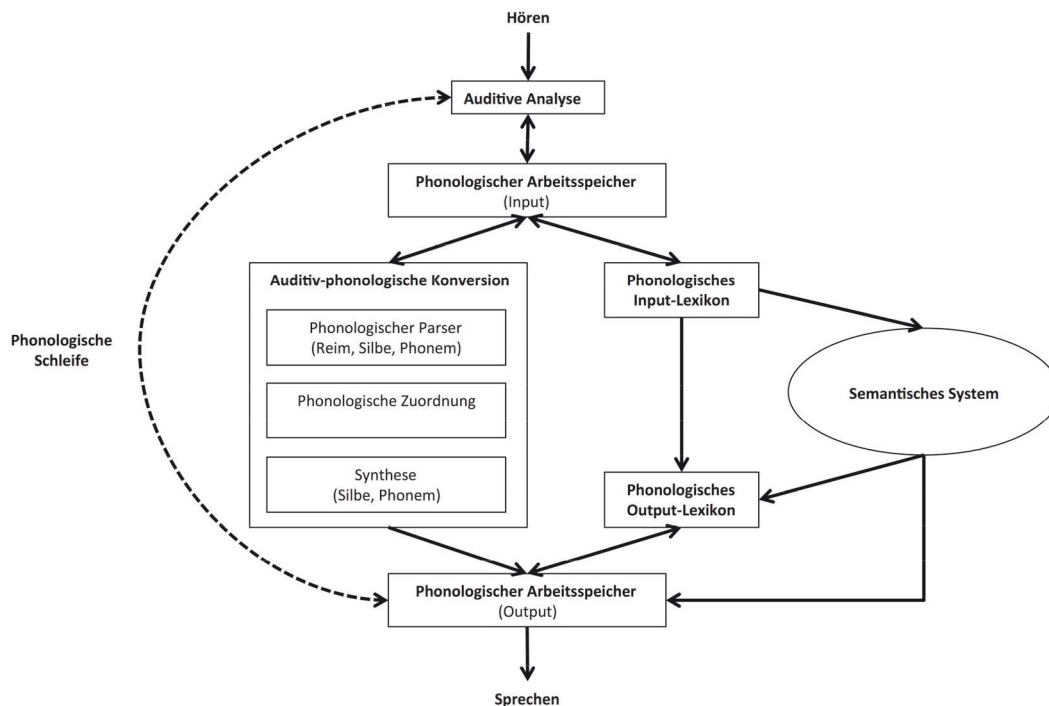 Hören
Auditive Analyse
Phonologischer Arbeitsspeicher
(Input)
Auditiv-phonologische Konversion
Phonologischer Parser
(Reim, Silbe, Phonem)
Phonologische Zuordnung
Synthese
(Silbe, Phonem)
Phonologisches
Input-Lexikon
Phonologische
Schleife
Semantisches System
Phonologisches
Output-Lexikon
Phonologischer Arbeitsspeicher
(Output)
Sprechen